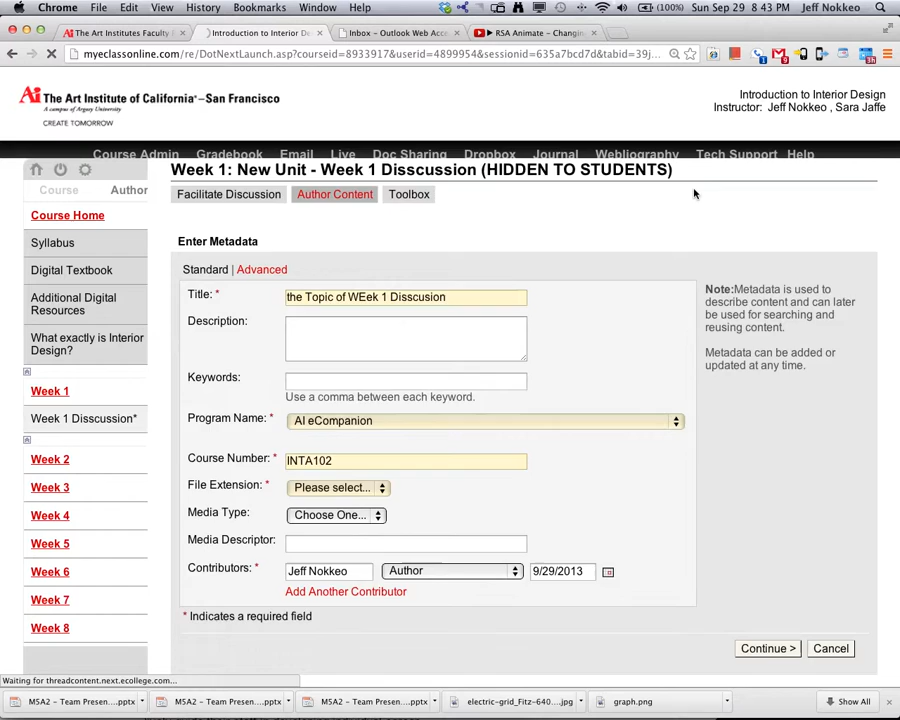 Chrome File Edit View History Bookmarks Window Help (100%) Sun Sep 29 8:43 PM Jeff Nokkeo
The Art Institutes Faculty Introduction to Interior De Inbox – Outlook Web Acce RSA Animate – Changin
myeclassonline.com/re/DotNextLaunch.asp?courseid=8933917&userid=4899954&sessionid=635a7bcd7d&tabid=39j...
Ai The Art Institute of California®—San Francisco
A campus of Argosy University
CREATE TOMORROW
Introduction to Interior Design
Instructor: Jeff Nokkeo , Sara Jaffe
Course Admin Gradebook Email Live Doc Sharing Dropbox Journal Webliography Tech Support Help
Week 1: New Unit - Week 1 Disscussion (HIDDEN TO STUDENTS)
Course Author
Facilitate Discussion Author Content Toolbox
Course Home
Syllabus
Digital Textbook
Additional Digital
Resources
What exactly is Interior
Design?
Week 1
Week 1 Disscussion*
Week 2
Week 3
Week 4
Week 5
Week 6
Week 7
Week 8
Enter Metadata
Standard | Advanced
Title: * the Topic of WEek 1 Disscusion
Description:
Keywords:
Use a comma between each keyword.
Program Name: * AI eCompanion
Course Number: * INTA102
File Extension: * Please select...
Media Type: Choose One...
Media Descriptor:
Contributors: * Jeff Nokkeo Author 9/29/2013
Add Another Contributor
* Indicates a required field
Note:Metadata is used to
describe content and can later
be used for searching and
reusing content.
Metadata can be added or
updated at any time.
Continue > Cancel
Waiting for threadcontent.next.ecollege.com...
M5A2 – Team Presen....pptx M5A2 – Team Presen....pptx M5A2 – Team Presen....pptx electric-grid_Fitz-640....jpg graph.png Show All